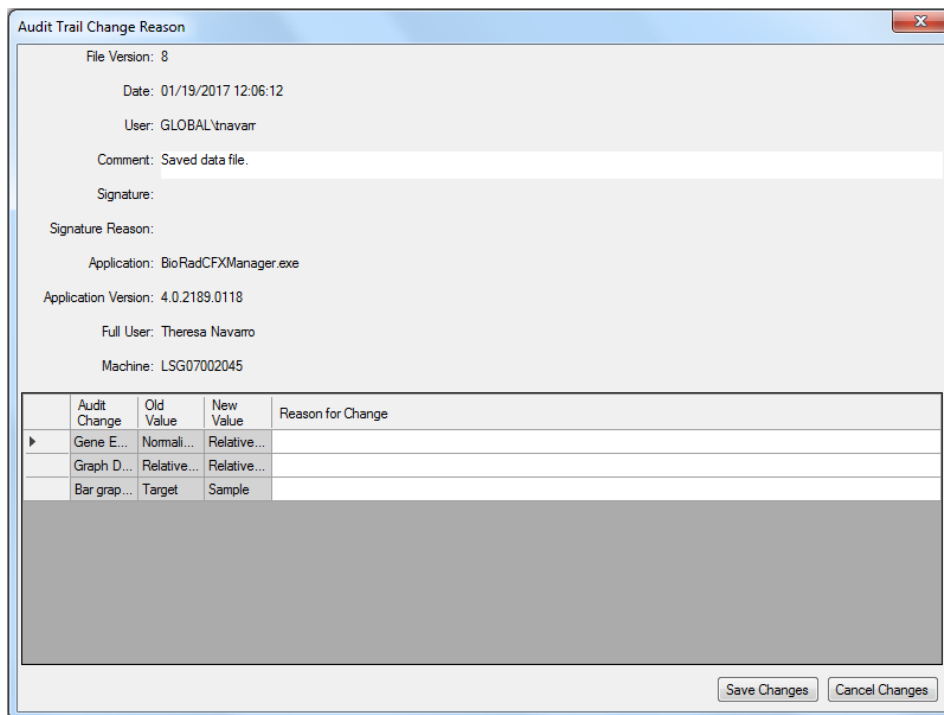 Audit Trail Change Reason
File Version: 8
Date: 01/19/2017 12:06:12
User: GLOBAL\tnavarr
Comment: Saved data file.
Signature:
Signature Reason:
Application: BioRadCFXManager.exe
Application Version: 4.0.2189.0118
Full User: Theresa Navarro
Machine: LSG07002045
Audit Change Old Value New Value Reason for Change
Gene E... Normali... Relative...
Graph D... Relative... Relative...
Bar grap... Target Sample
Save Changes Cancel Changes